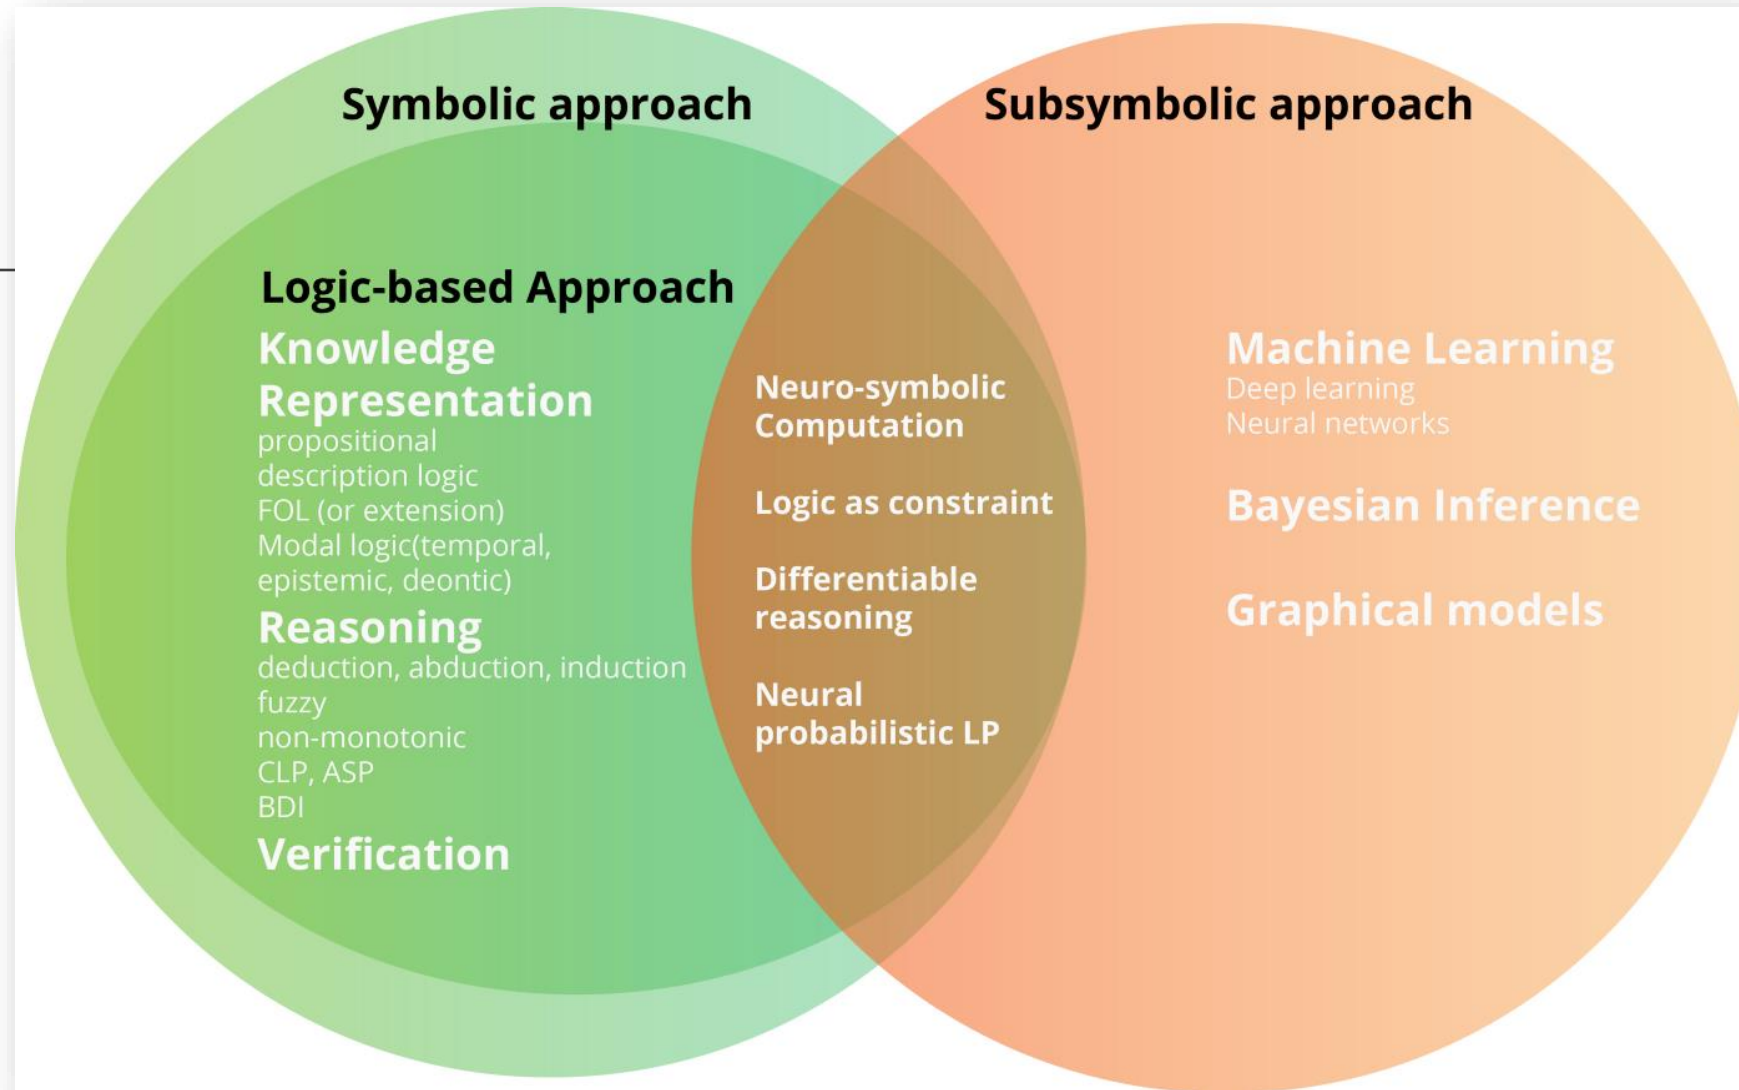 Symbolic approach
Subsymbolic approach
Logic-based Approach
Knowledge
Representation
propositional
description logic
FOL (or extension)
Modal logic(temporal,
epistemic, deontic)
Reasoning
deduction, abduction, induction
fuzzy
non-monotonic
CLP, ASP
BDI
Verification
Neuro-symbolic
Computation
Logic as constraint
Differentiable
reasoning
Neural
probabilistic LP
Machine Learning
Deep learning
Neural networks
Bayesian Inference
Graphical models